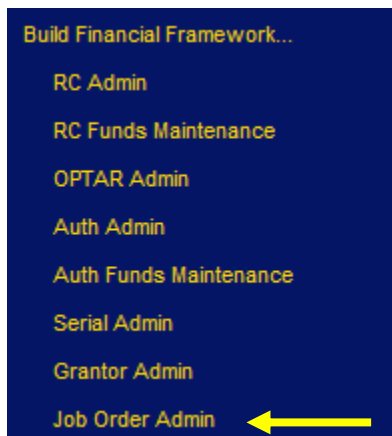 Build Financial Framework...
RC Admin
RC Funds Maintenance
OPTAR Admin
Auth Admin
Auth Funds Maintenance
Serial Admin
Grantor Admin
Job Order Admin